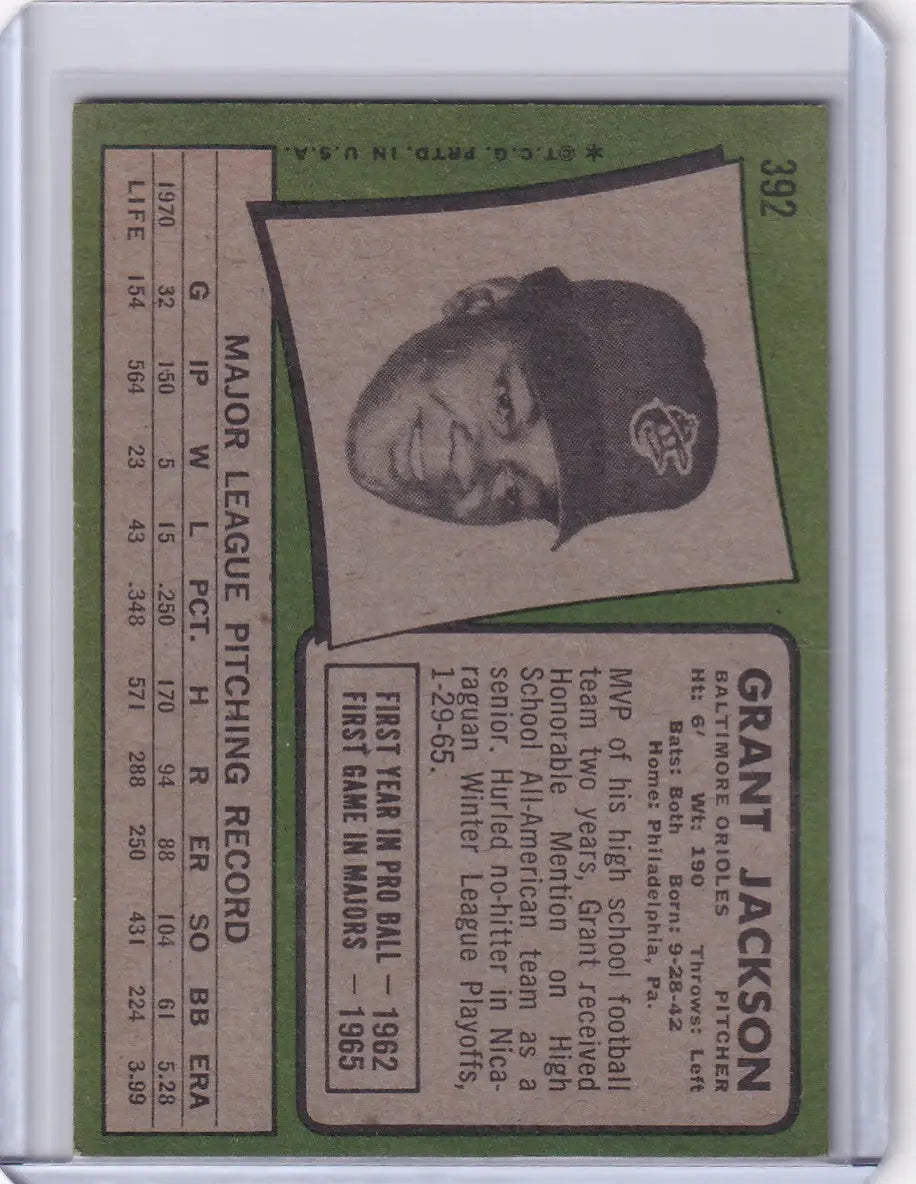 392
GRANT JACKSON
BALTIMORE ORIOLES PITCHER
Ht: 6' Wt: 190 Throws: Left
Bats: Both Born: 9-28-42
Home: Philadelphia, Pa.
MVP of his high school football
team two years, Grant received
Honorable Mention on High
School All-American team as a
senior. Hurled no-hitter in Nica-
raguan Winter League Playoffs,
1-29-65.
FIRST YEAR IN PRO BALL — 1962
FIRST GAME IN MAJORS — 1965
*©T.C.G. PRTD. IN U.S.A.
MAJOR LEAGUE PITCHING RECORD
G IP W L PCT. H R ER SO BB ERA
1970 32 150 5 15 .250 170 94 88 104 61 5.28
LIFE 154 564 23 43 .348 571 288 250 431 224 3.99